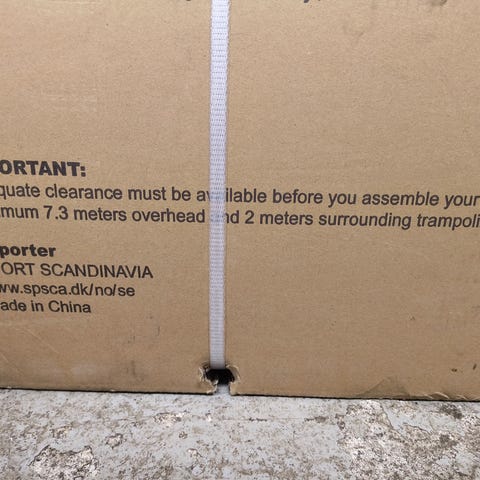 ORTANT:
quate clearance must be available before you assemble your
mum 7.3 meters overhead and 2 meters surrounding trampoli
porter
ORT SCANDINAVIA
ww.spsca.dk/no/se
ade in China